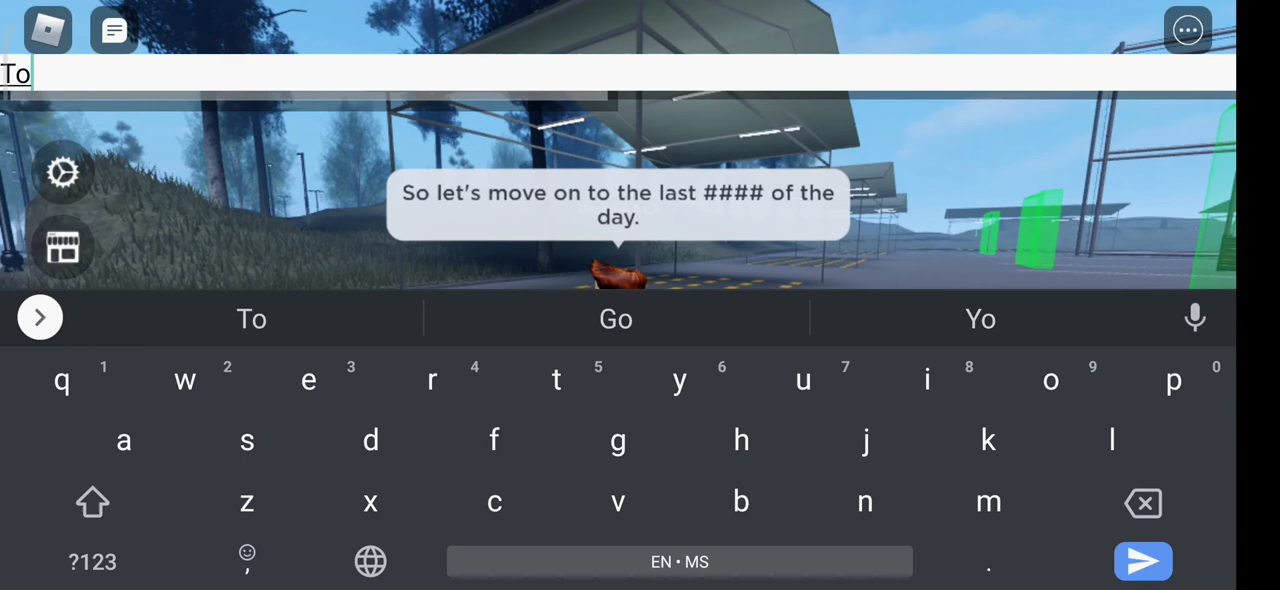 To
So let's move on to the last #### of the
day.
To Go Yo
q 1 w 2 e 3 r 4 t 5 y 6 u 7 i 8 o 9 p 0
a s d f g h j k l
z x c v b n m
?123 , EN • MS .